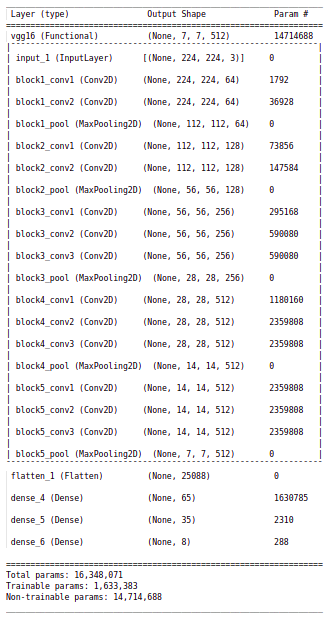 Layer (type) Output Shape Param #
vgg16 (Functional) (None, 7, 7, 512) 14714688
input_1 (InputLayer) [(None, 224, 224, 3)] 0
block1_conv1 (Conv2D) (None, 224, 224, 64) 1792
block1_conv2 (Conv2D) (None, 224, 224, 64) 36928
block1_pool (MaxPooling2D) (None, 112, 112, 64) 0
block2_conv1 (Conv2D) (None, 112, 112, 128) 73856
block2_conv2 (Conv2D) (None, 112, 112, 128) 147584
block2_pool (MaxPooling2D) (None, 56, 56, 128) 0
block3_conv1 (Conv2D) (None, 56, 56, 256) 295168
block3_conv2 (Conv2D) (None, 56, 56, 256) 590080
block3_conv3 (Conv2D) (None, 56, 56, 256) 590080
block3_pool (MaxPooling2D) (None, 28, 28, 256) 0
block4_conv1 (Conv2D) (None, 28, 28, 512) 1180160
block4_conv2 (Conv2D) (None, 28, 28, 512) 2359808
block4_conv3 (Conv2D) (None, 28, 28, 512) 2359808
block4_pool (MaxPooling2D) (None, 14, 14, 512) 0
block5_conv1 (Conv2D) (None, 14, 14, 512) 2359808
block5_conv2 (Conv2D) (None, 14, 14, 512) 2359808
block5_conv3 (Conv2D) (None, 14, 14, 512) 2359808
block5_pool (MaxPooling2D) (None, 7, 7, 512) 0
flatten_1 (Flatten) (None, 25088) 0
dense_4 (Dense) (None, 65) 1630785
dense_5 (Dense) (None, 35) 2310
dense_6 (Dense) (None, 8) 288
Total params: 16,348,071
Trainable params: 1,633,383
Non-trainable params: 14,714,688